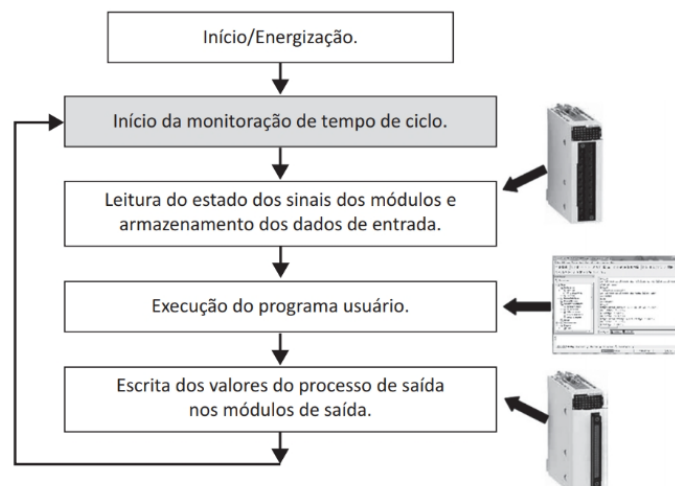 Início/Energização.
Início da monitoração de tempo de ciclo.
Leitura do estado dos sinais dos módulos e
armazenamento dos dados de entrada.
Execução do programa usuário.
Escrita dos valores do processo de saída
nos módulos de saída.